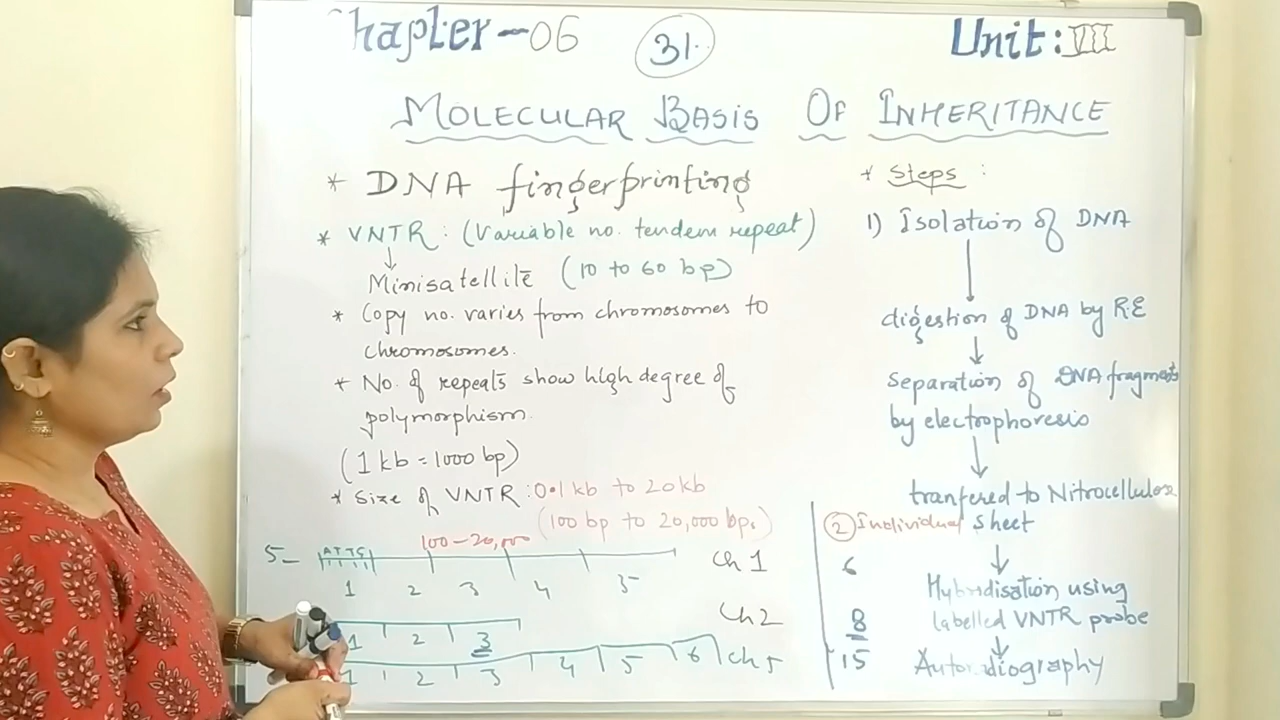 Chapter-06
31.
Unit: VII
MOLECULAR BASIS OF INHERITANCE
* DNA fingerprinting
* VNTR: (Variable no. tendem repeat)
↓
Minisatellite (10 to 60 bp)
* Copy no. varies from chromosomes to
chromosomes.
* No. of repeats show high degree of
polymorphism.
(1 kb = 1000 bp)
* Size of VNTR: 0.1 kb to 20kb
(100 bp to 20,000 bps)
100-20,000
5- ATTG Ch 1
1 2 3 4 5
Ch2
1 2 3
1 2 3 4 5 6 Ch 5
* Steps :
1) Isolation of DNA
↓
digestion of DNA by R.E
↓
Separation of DNA fragments
by electrophoresis
↓
tranfered to Nitrocellulose
sheet
↓
Hybridisation using
labelled VNTR probe
↓
Autoradiography
② Individual
6
8
15